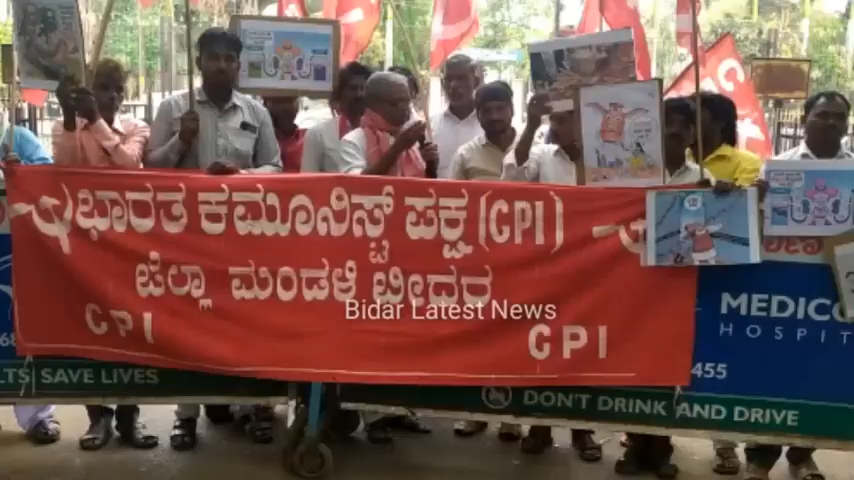 ಭಾರತ ಕಮೂನಿಸ್ಟ್ ಪಕ್ಷ (CPI)
ಜಿಲ್ಲಾ ಮಂಡಳಿ ಬೀದರ
Bidar Latest News
CPI
CPI
MEDICO
HOSPIT
455
LTS SAVE LIVES
DON'T DRINK AND DRIVE